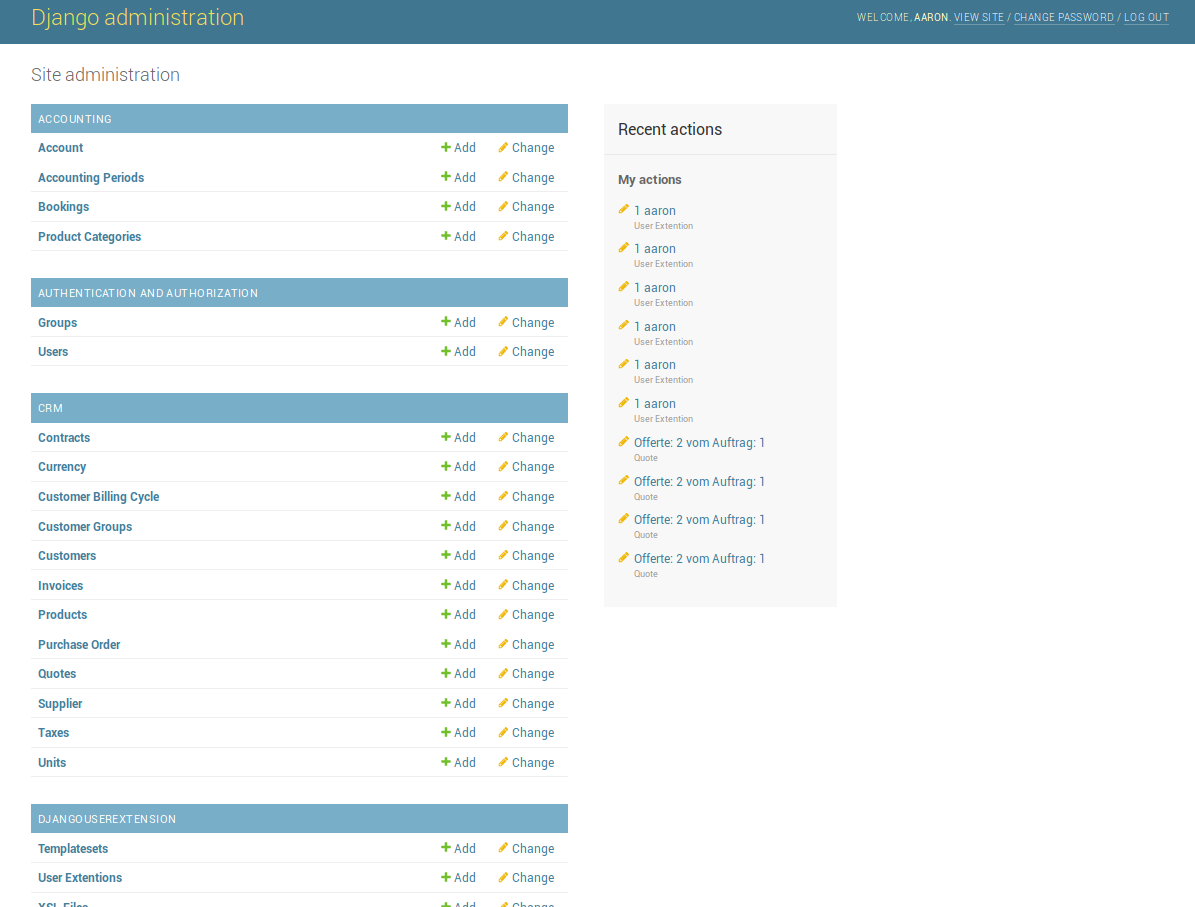 Django administration
WELCOME, AARON. VIEW SITE / CHANGE PASSWORD / LOG OUT
Site administration
ACCOUNTING
Account Add Change
Accounting Periods Add Change
Bookings Add Change
Product Categories Add Change
AUTHENTICATION AND AUTHORIZATION
Groups Add Change
Users Add Change
CRM
Contracts Add Change
Currency Add Change
Customer Billing Cycle Add Change
Customer Groups Add Change
Customers Add Change
Invoices Add Change
Products Add Change
Purchase Order Add Change
Quotes Add Change
Supplier Add Change
Taxes Add Change
Units Add Change
DJANGOUSEREXTENSION
Templatesets Add Change
User Extentions Add Change
XSL Files Add Change
Recent actions
My actions
1 aaron
User Extention
1 aaron
User Extention
1 aaron
User Extention
1 aaron
User Extention
1 aaron
User Extention
1 aaron
User Extention
Offerte: 2 vom Auftrag: 1
Quote
Offerte: 2 vom Auftrag: 1
Quote
Offerte: 2 vom Auftrag: 1
Quote
Offerte: 2 vom Auftrag: 1
Quote